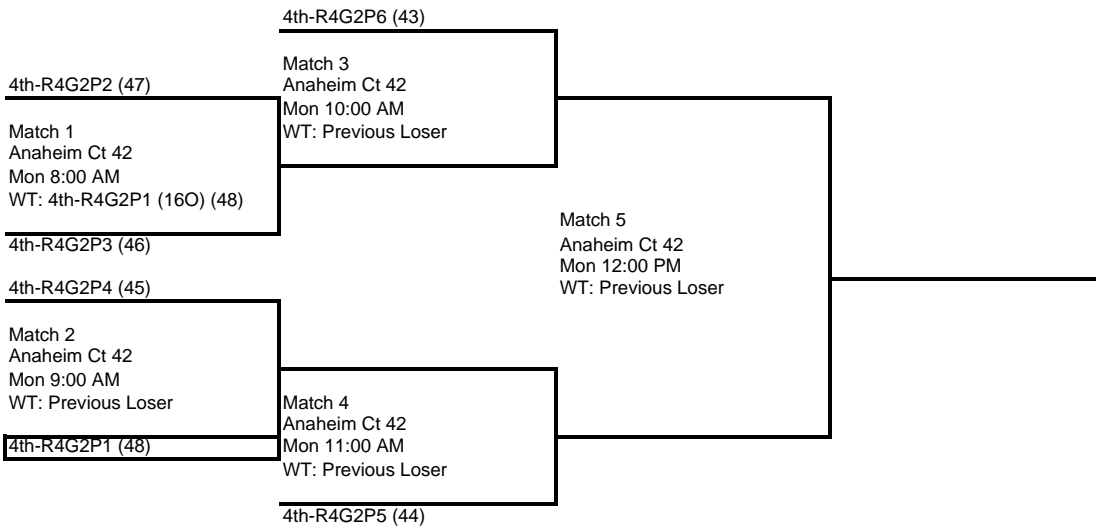 4th-R4G2P6 (43)
Match 3
Anaheim Ct 42
Mon 10:00 AM
WT: Previous Loser
4th-R4G2P2 (47)
Match 1
Anaheim Ct 42
Mon 8:00 AM
WT: 4th-R4G2P1 (16O) (48)
4th-R4G2P3 (46)
Match 5
Anaheim Ct 42
Mon 12:00 PM
WT: Previous Loser
4th-R4G2P4 (45)
Match 2
Anaheim Ct 42
Mon 9:00 AM
WT: Previous Loser
4th-R4G2P1 (48)
Match 4
Anaheim Ct 42
Mon 11:00 AM
WT: Previous Loser
4th-R4G2P5 (44)